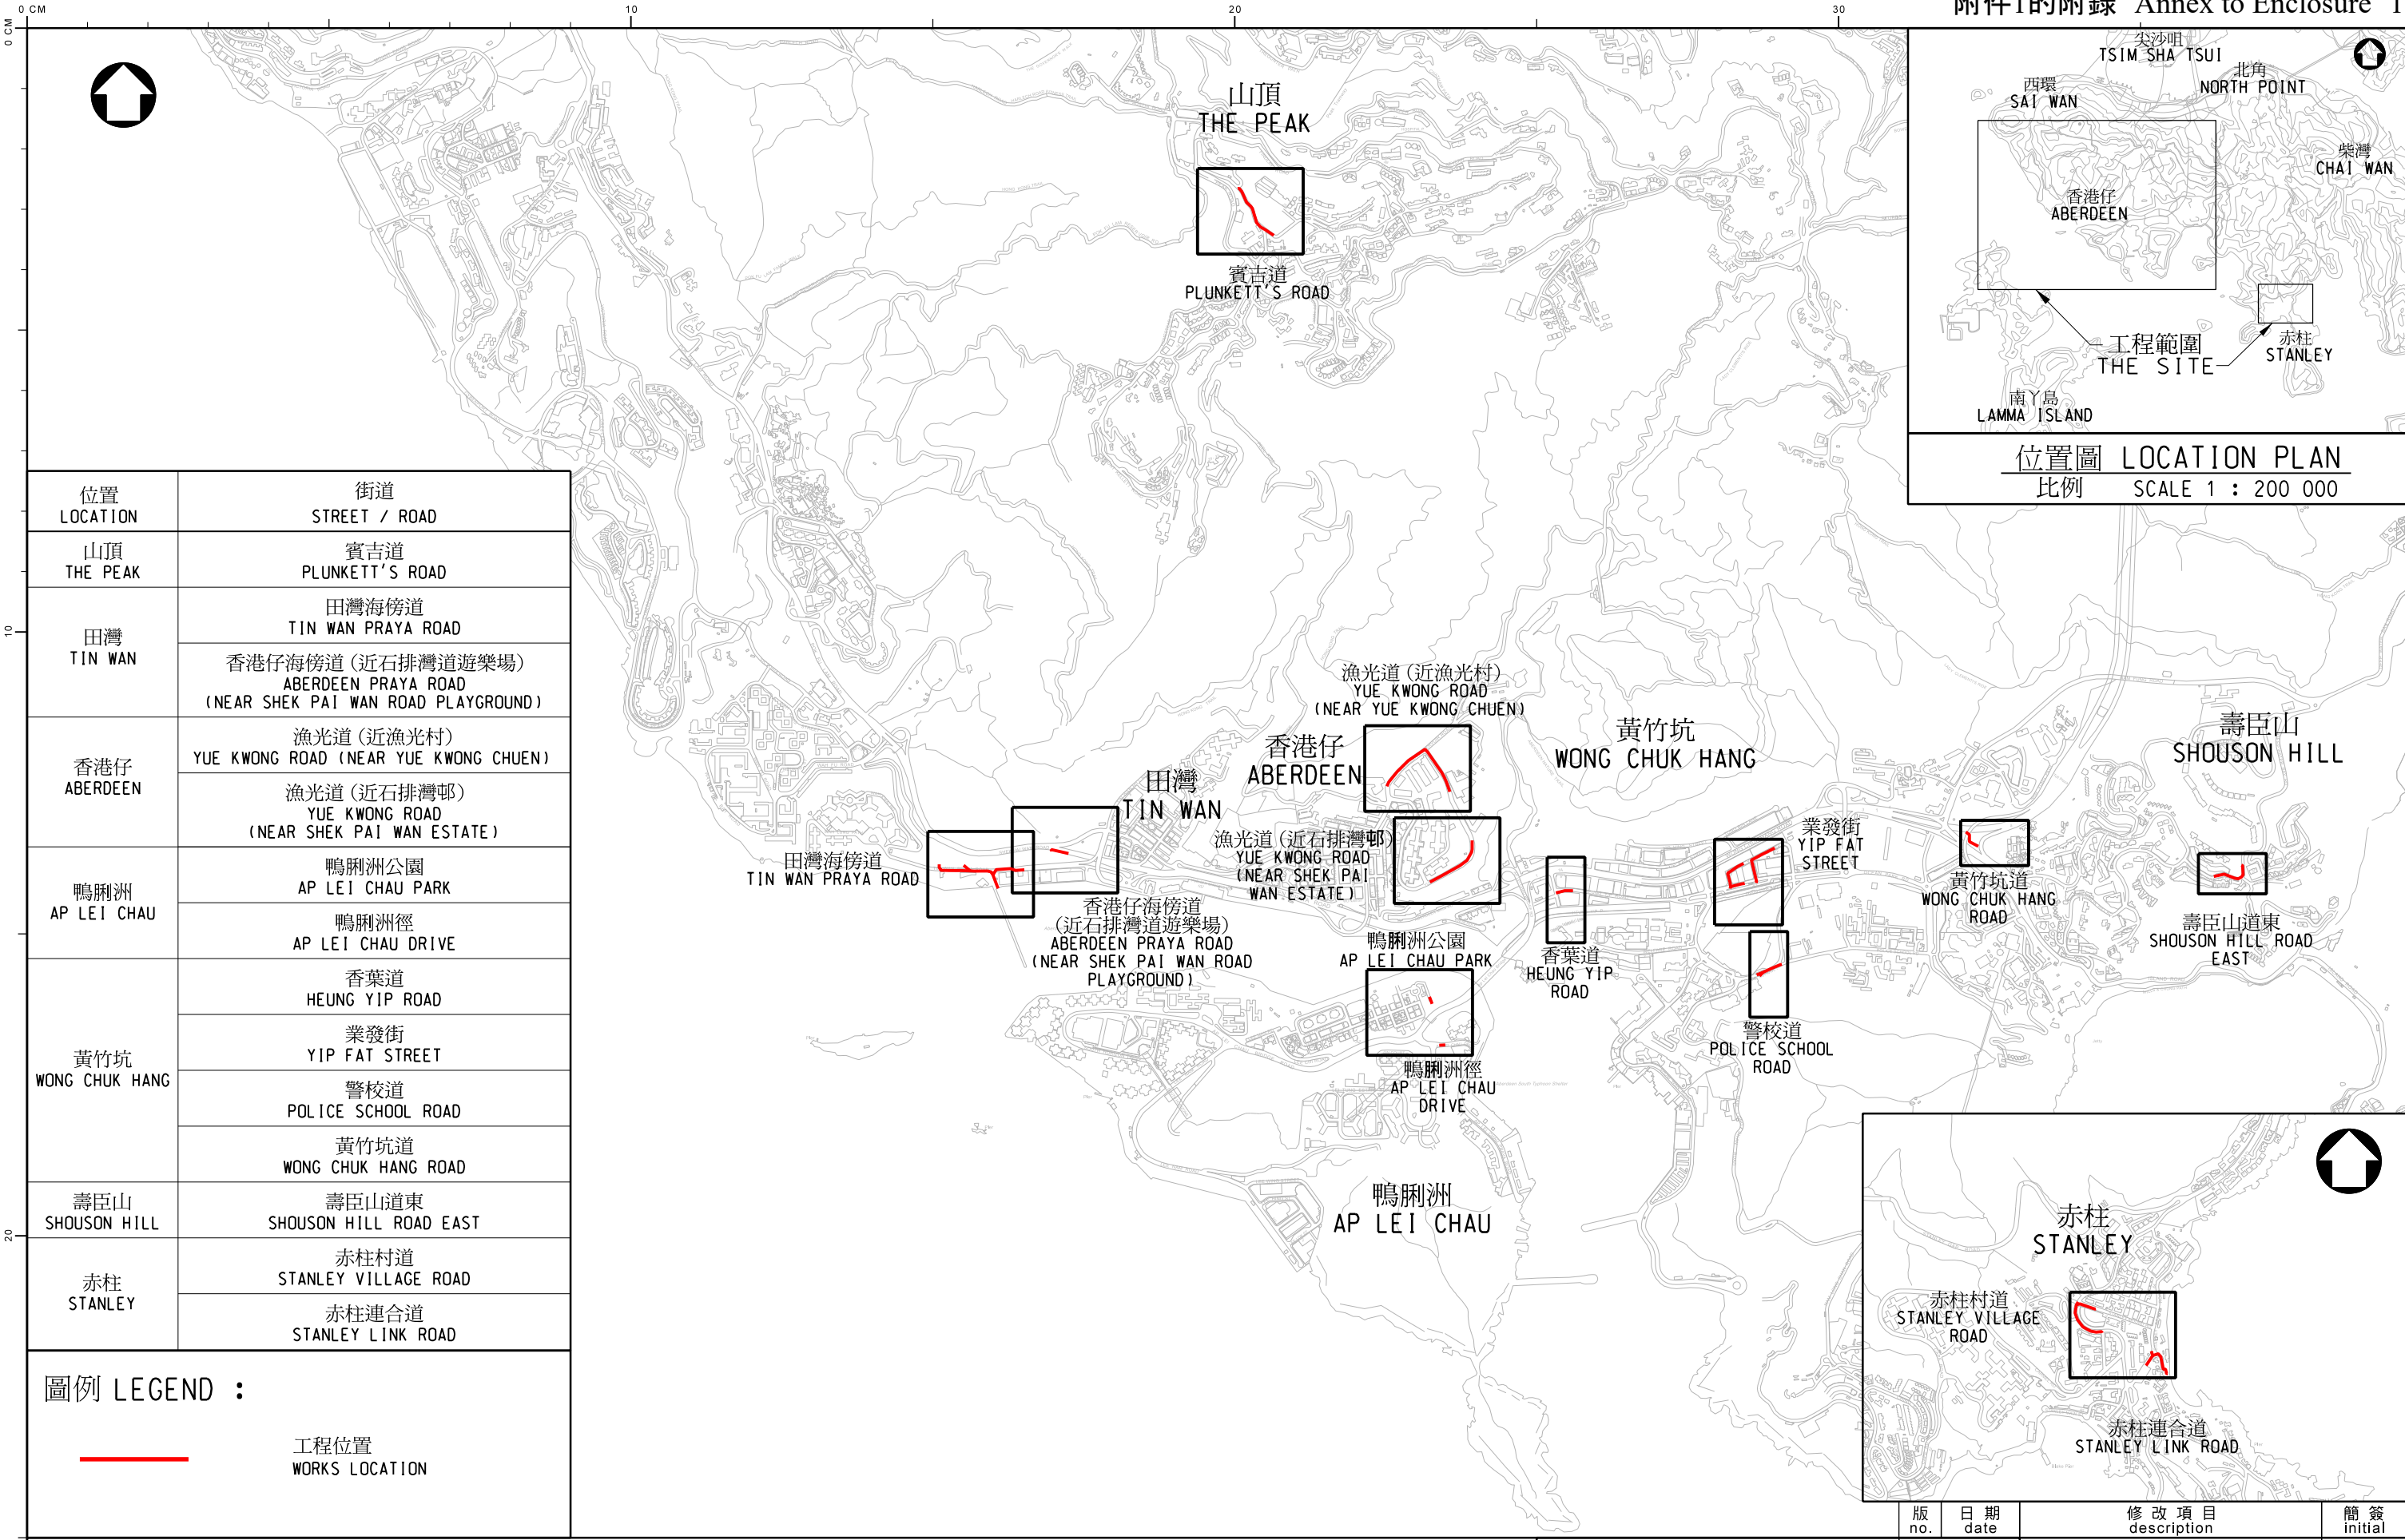 附件1的附錄 Annex to Enclosure 1
0 CM
10
20
30
0 CM
10
20
山頂
THE PEAK
賓吉道
PLUNKETT'S ROAD
尖沙咀
TSIM SHA TSUI
北角
NORTH POINT
西環
SAI WAN
柴灣
CHAI WAN
香港仔
ABERDEEN
工程範圍
THE SITE
赤柱
STANLEY
南丫島
LAMMA ISLAND
位置圖 LOCATION PLAN
比例 SCALE 1 : 200 000
位置
LOCATION
街道
STREET / ROAD
山頂
THE PEAK
賓吉道
PLUNKETT'S ROAD
田灣
TIN WAN
田灣海傍道
TIN WAN PRAYA ROAD
香港仔海傍道(近石排灣道遊樂場)
ABERDEEN PRAYA ROAD
(NEAR SHEK PAI WAN ROAD PLAYGROUND)
香港仔
ABERDEEN
漁光道(近漁光村)
YUE KWONG ROAD (NEAR YUE KWONG CHUEN)
漁光道(近石排灣邨)
YUE KWONG ROAD
(NEAR SHEK PAI WAN ESTATE)
鴨脷洲
AP LEI CHAU
鴨脷洲公園
AP LEI CHAU PARK
鴨脷洲徑
AP LEI CHAU DRIVE
黃竹坑
WONG CHUK HANG
香葉道
HEUNG YIP ROAD
業發街
YIP FAT STREET
警校道
POLICE SCHOOL ROAD
黃竹坑道
WONG CHUK HANG ROAD
壽臣山
SHOUSON HILL
壽臣山道東
SHOUSON HILL ROAD EAST
赤柱
STANLEY
赤柱村道
STANLEY VILLAGE ROAD
赤柱連合道
STANLEY LINK ROAD
圖例 LEGEND :
工程位置
WORKS LOCATION
漁光道(近漁光村)
YUE KWONG ROAD
(NEAR YUE KWONG CHUEN)
香港仔
ABERDEEN
黃竹坑
WONG CHUK HANG
壽臣山
SHOUSON HILL
田灣
TIN WAN
田灣海傍道
TIN WAN PRAYA ROAD
漁光道(近石排灣邨)
YUE KWONG ROAD
(NEAR SHEK PAI
WAN ESTATE)
業發街
YIP FAT
STREET
黃竹坑道
WONG CHUK HANG
ROAD
壽臣山道東
SHOUSON HILL ROAD
EAST
香港仔海傍道
(近石排灣道遊樂場)
ABERDEEN PRAYA ROAD
(NEAR SHEK PAI WAN ROAD
PLAYGROUND)
鴨脷洲公園
AP LEI CHAU PARK
香葉道
HEUNG YIP
ROAD
警校道
POLICE SCHOOL
ROAD
鴨脷洲徑
AP LEI CHAU
DRIVE
鴨脷洲
AP LEI CHAU
赤柱
STANLEY
赤柱村道
STANLEY VILLAGE
ROAD
赤柱連合道
STANLEY LINK ROAD
版 日期 修改項目 簡簽
no. date description initial